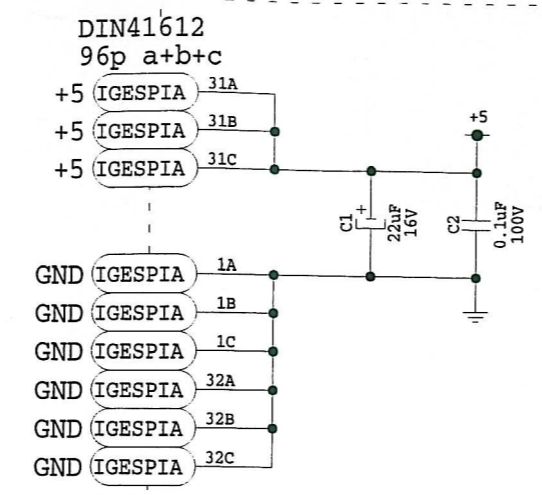 DIN41612
96p a+b+c
+5 IGESPIA 31A
+5 IGESPIA 31B
+5 IGESPIA 31C
+5
C1 + 22uF 16V
C2 0.1uF 100V
GND IGESPIA 1A
GND IGESPIA 1B
GND IGESPIA 1C
GND IGESPIA 32A
GND IGESPIA 32B
GND IGESPIA 32C